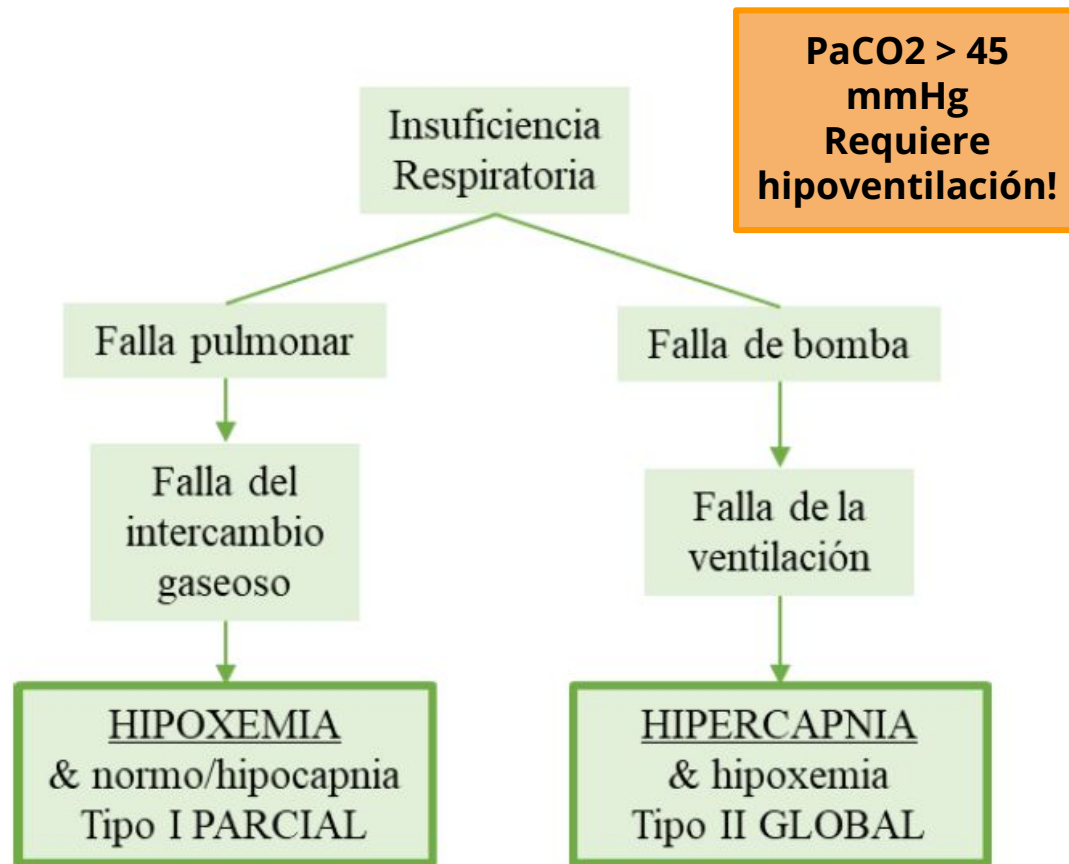 PaCO2 > 45
mmHg
Requiere
hipoventilación!
Insuficiencia
Respiratoria
Falla pulmonar
Falla de bomba
Falla del
intercambio
gaseoso
Falla de la
ventilación
HIPOXEMIA
& normo/hipocapnia
Tipo I PARCIAL
HIPERCAPNIA
& hipoxemia
Tipo II GLOBAL